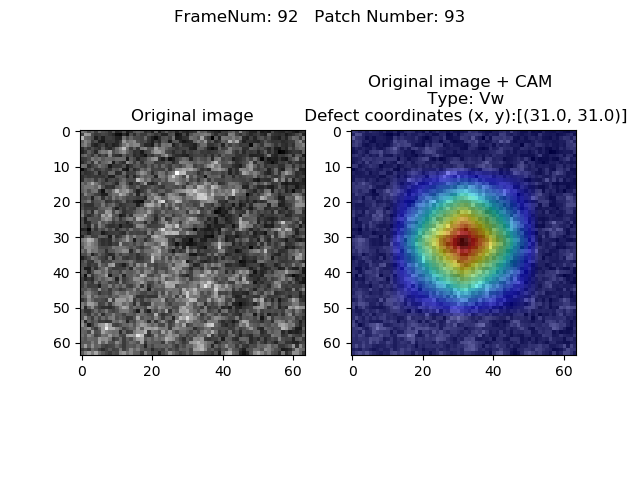 FrameNum: 92   Patch Number: 93
Original image
Original image + CAM
Type: Vw
Defect coordinates (x, y):[(31.0, 31.0)]
0
10
20
30
40
50
60
0 20 40 60
0
10
20
30
40
50
60
0 20 40 60